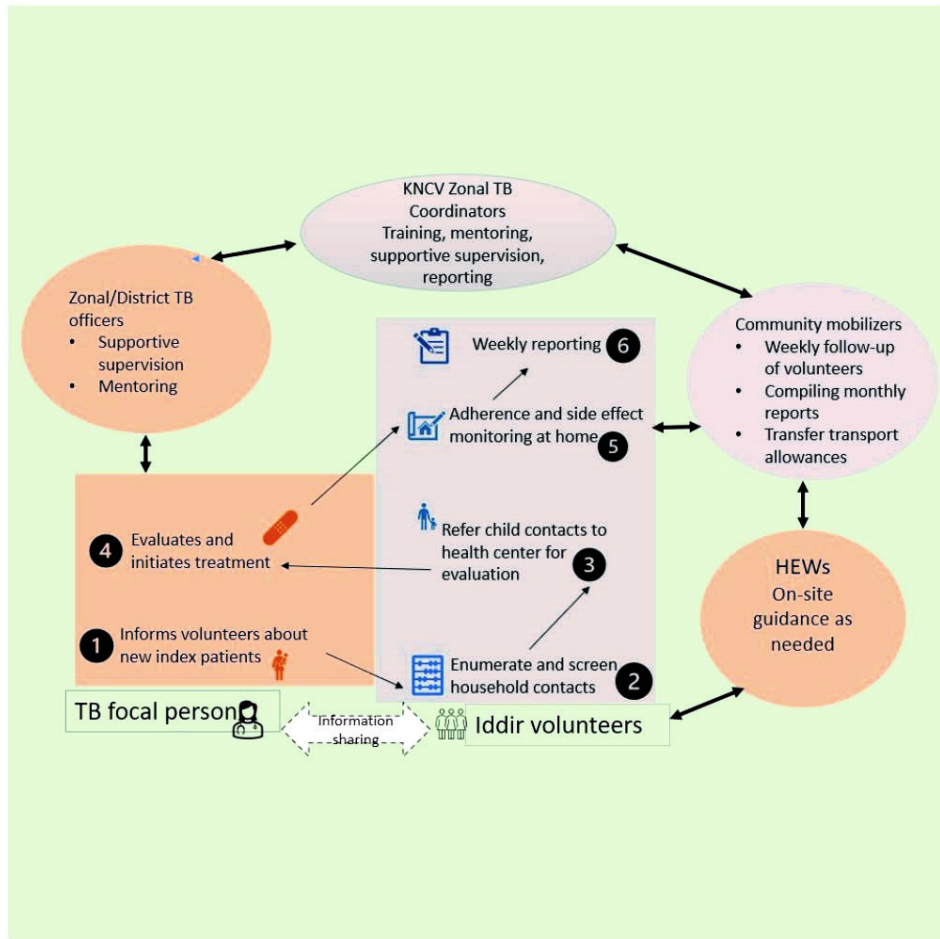 KNCV Zonal TB
Coordinators
Training, mentoring,
supportive supervision,
reporting
Zonal/District TB
officers
• Supportive
supervision
• Mentoring
Community mobilizers
• Weekly follow-up
of volunteers
• Compiling monthly
reports
• Transfer transport
allowances
Weekly reporting 6
Adherence and side effect
monitoring at home 5
4 Evaluates and
initiates treatment
Refer child contacts to
health center for
evaluation 3
HEWs
On-site
guidance as
needed
1 Informs volunteers about
new index patients
Enumerate and screen
household contacts 2
TB focal person
Information
sharing
Iddir volunteers